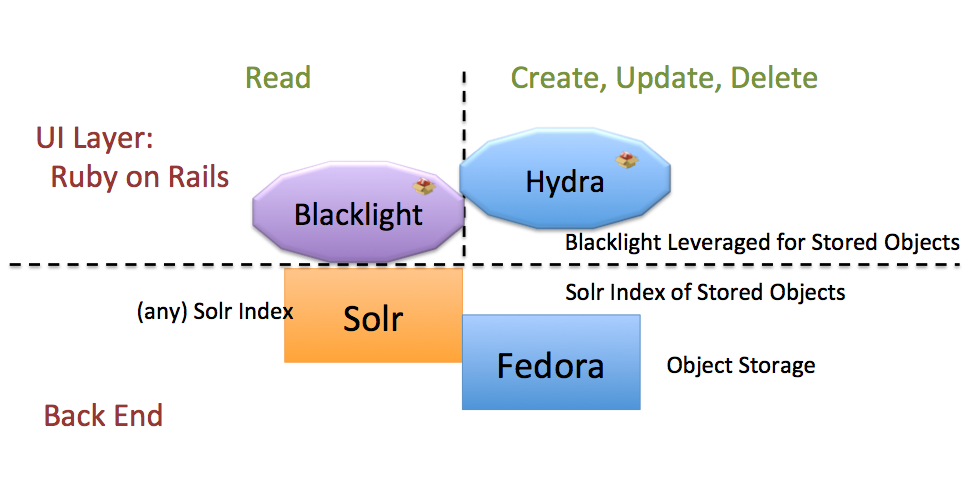 Read
Create, Update, Delete
UI Layer:
Ruby on Rails
Hydra
Blacklight
Blacklight Leveraged for Stored Objects
Solr Index of Stored Objects
(any) Solr Index
Solr
Fedora
Object Storage
Back End